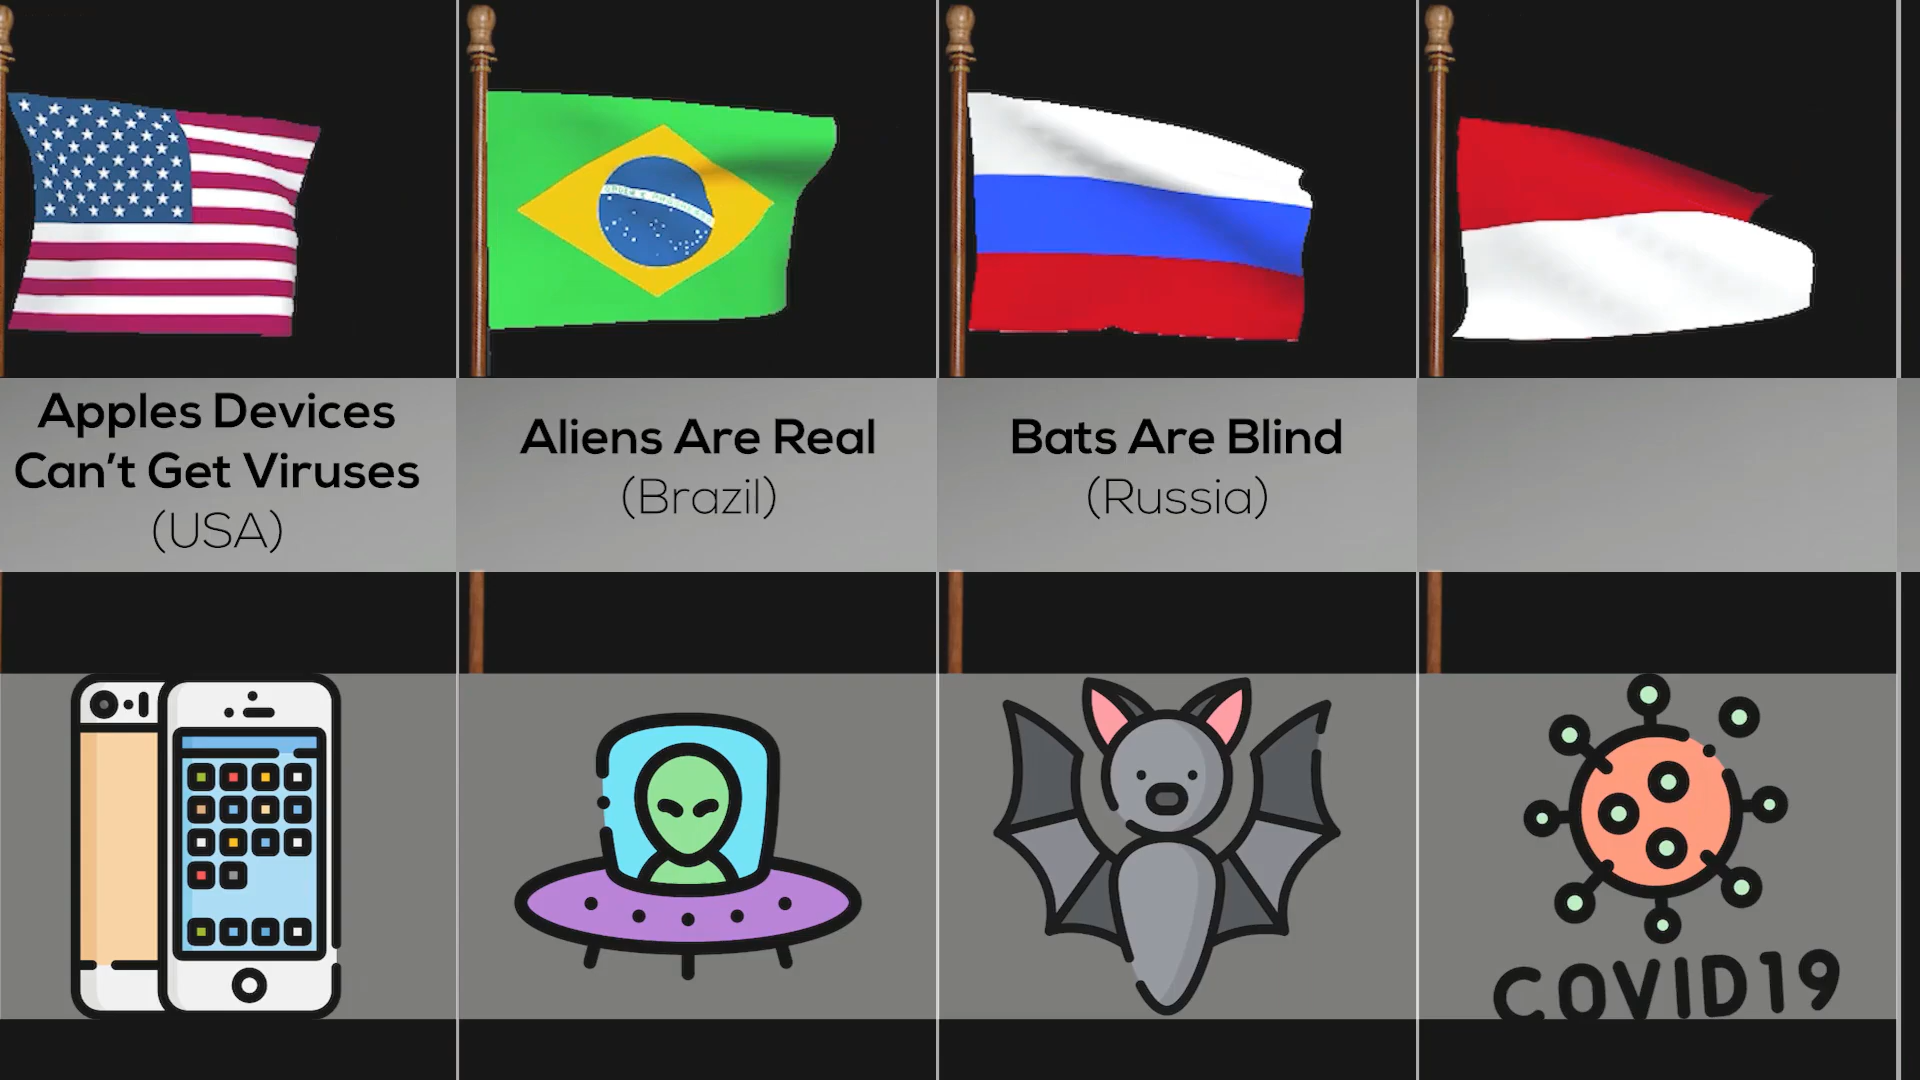 Apples Devices
Can't Get Viruses
(USA)
Aliens Are Real
(Brazil)
Bats Are Blind
(Russia)
COVID19